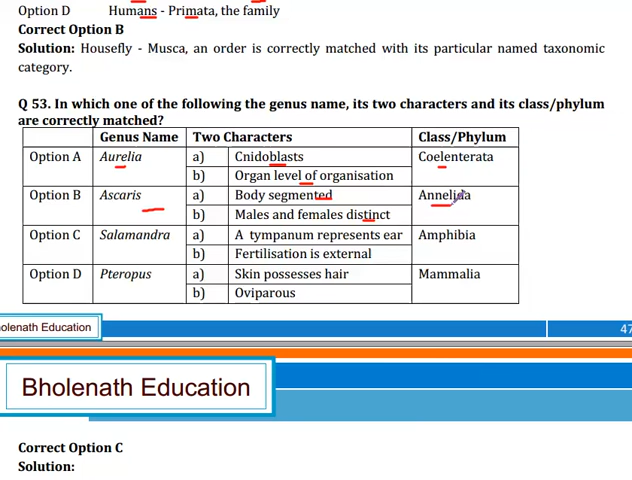 Option D Humans - Primata, the family
Correct Option B
Solution: Housefly - Musca, an order is correctly matched with its particular named taxonomic
category.
Q 53. In which one of the following the genus name, its two characters and its class/phylum
are correctly matched?
Genus Name Two Characters Class/Phylum
Option A Aurelia a) Cnidoblasts Coelenterata
b) Organ level of organisation
Option B Ascaris a) Body segmented Annelida
b) Males and females distinct
Option C Salamandra a) A tympanum represents ear Amphibia
b) Fertilisation is external
Option D Pteropus a) Skin possesses hair Mammalia
b) Oviparous
olenath Education 47
Bholenath Education
Correct Option C
Solution: